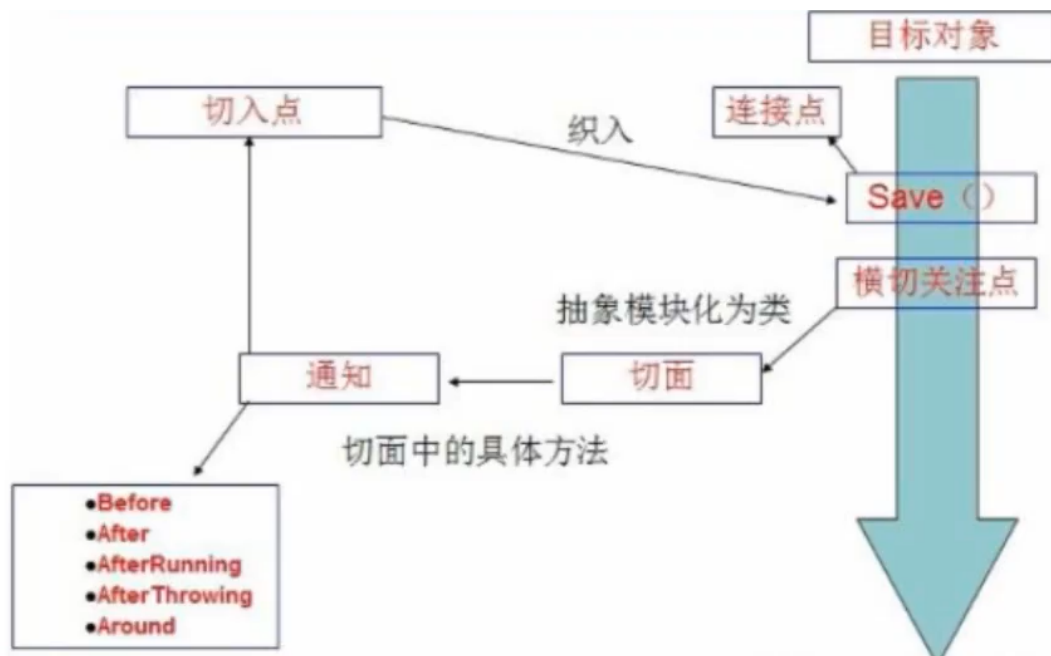 目标对象
切入点
连接点
织入
Save（）
横切关注点
抽象模块化为类
通知
切面
切面中的具体方法
●Before
●After
●AfterRunning
●AfterThrowing
●Around